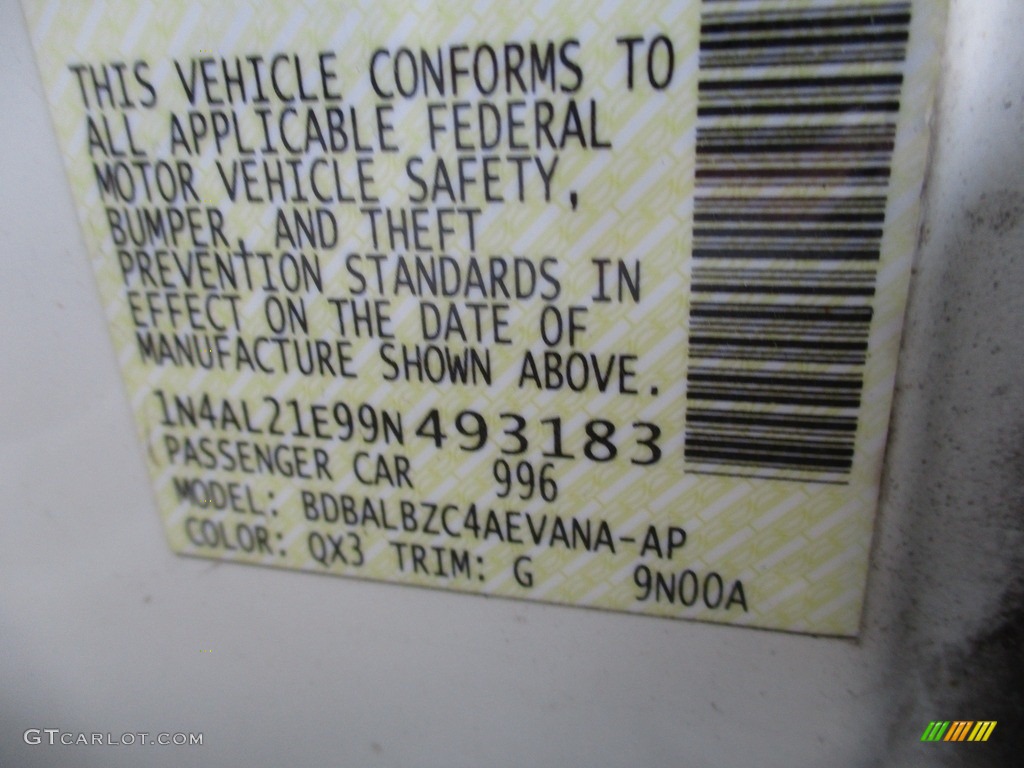 THIS VEHICLE CONFORMS TO
ALL APPLICABLE FEDERAL
MOTOR VEHICLE SAFETY,
BUMPER, AND THEFT
PREVENTION STANDARDS IN
EFFECT ON THE DATE OF
MANUFACTURE SHOWN ABOVE.
1N4AL21E99N493183
PASSENGER CAR 996
MODEL: BDBALBZC4AEVANA-AP
COLOR: QX3 TRIM: G 9N00A
GTCARLOT.COM